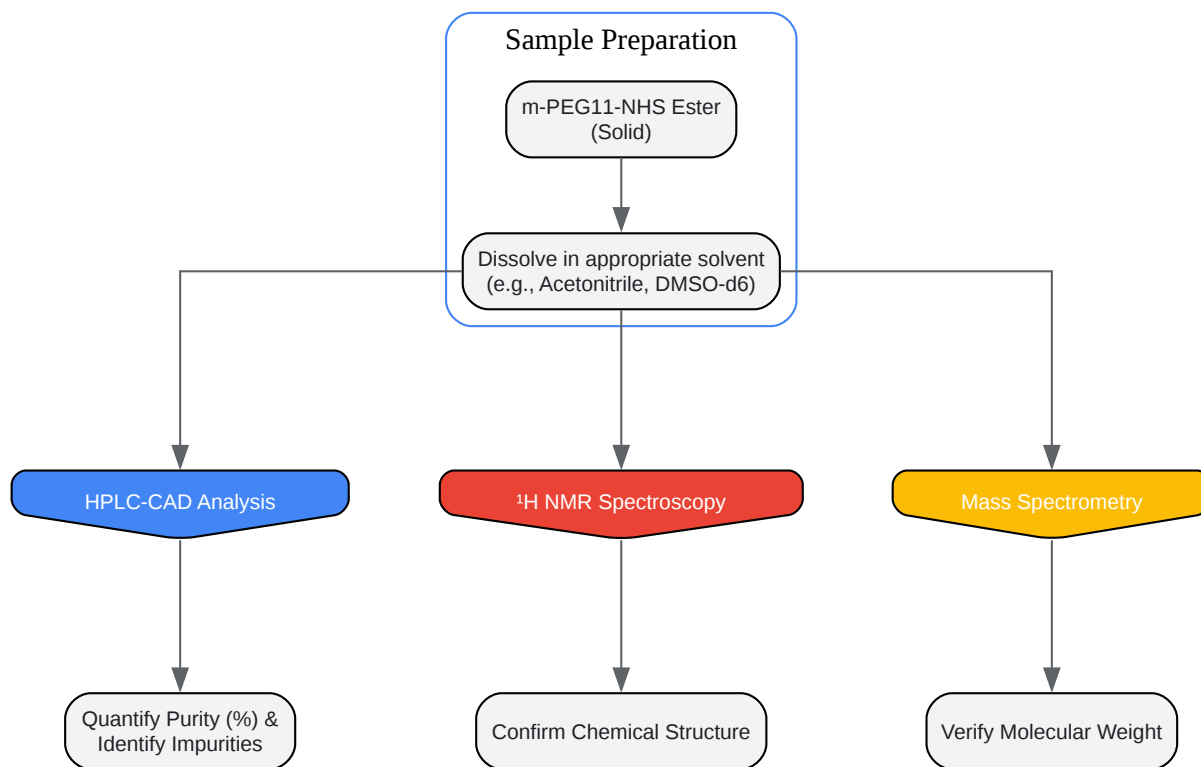 Sample Preparation
m-PEG11-NHS Ester
(Solid)
Dissolve in appropriate solvent
(e.g., Acetonitrile, DMSO-d6)
HPLC-CAD Analysis
¹H NMR Spectroscopy
Mass Spectrometry
Quantify Purity (%) &
Identify Impurities
Confirm Chemical Structure
Verify Molecular Weight